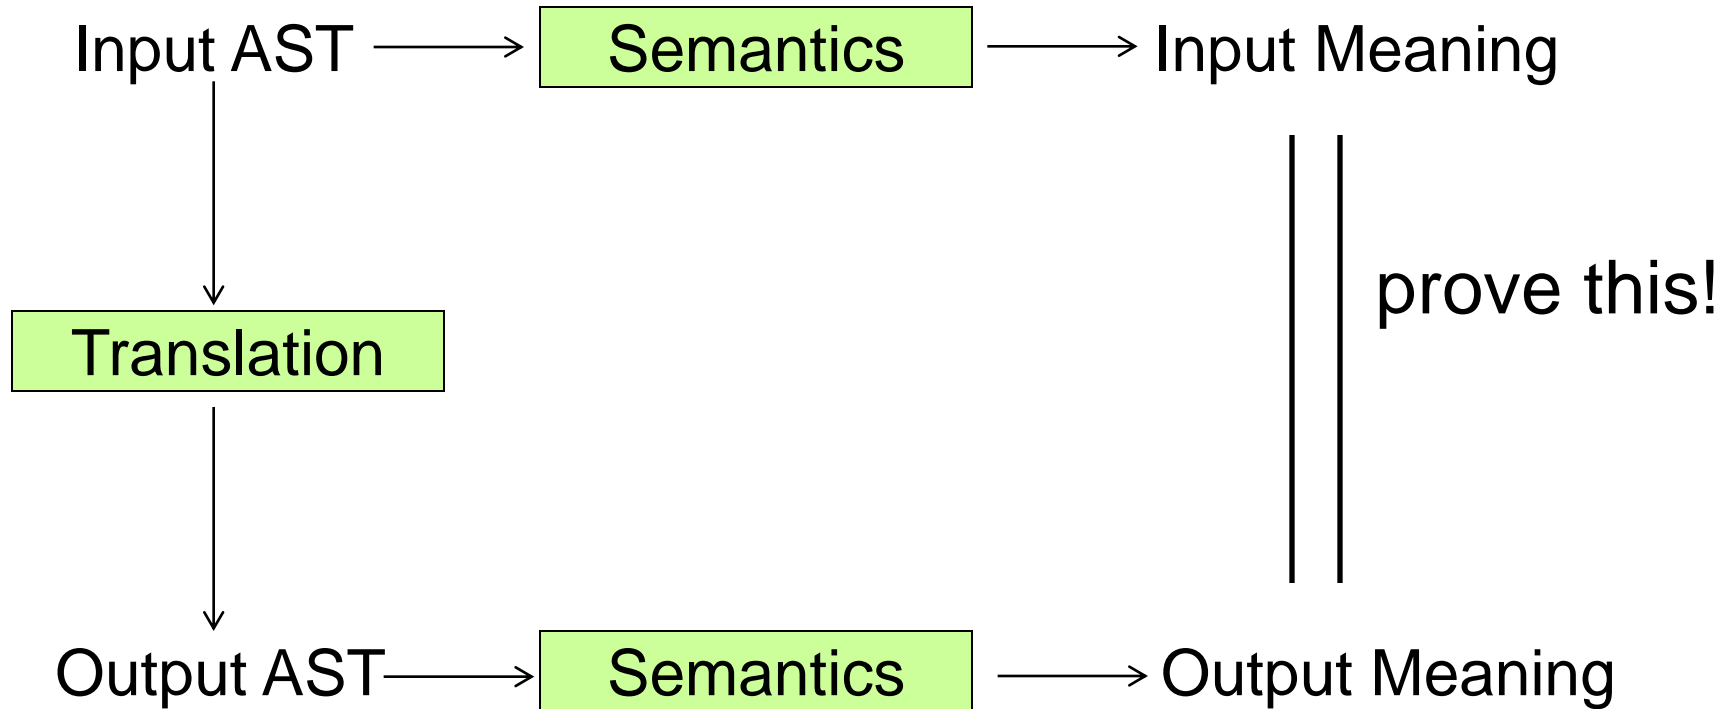 Input AST
Semantics
Input Meaning
prove this!
Translation
Output AST
Semantics
Output Meaning